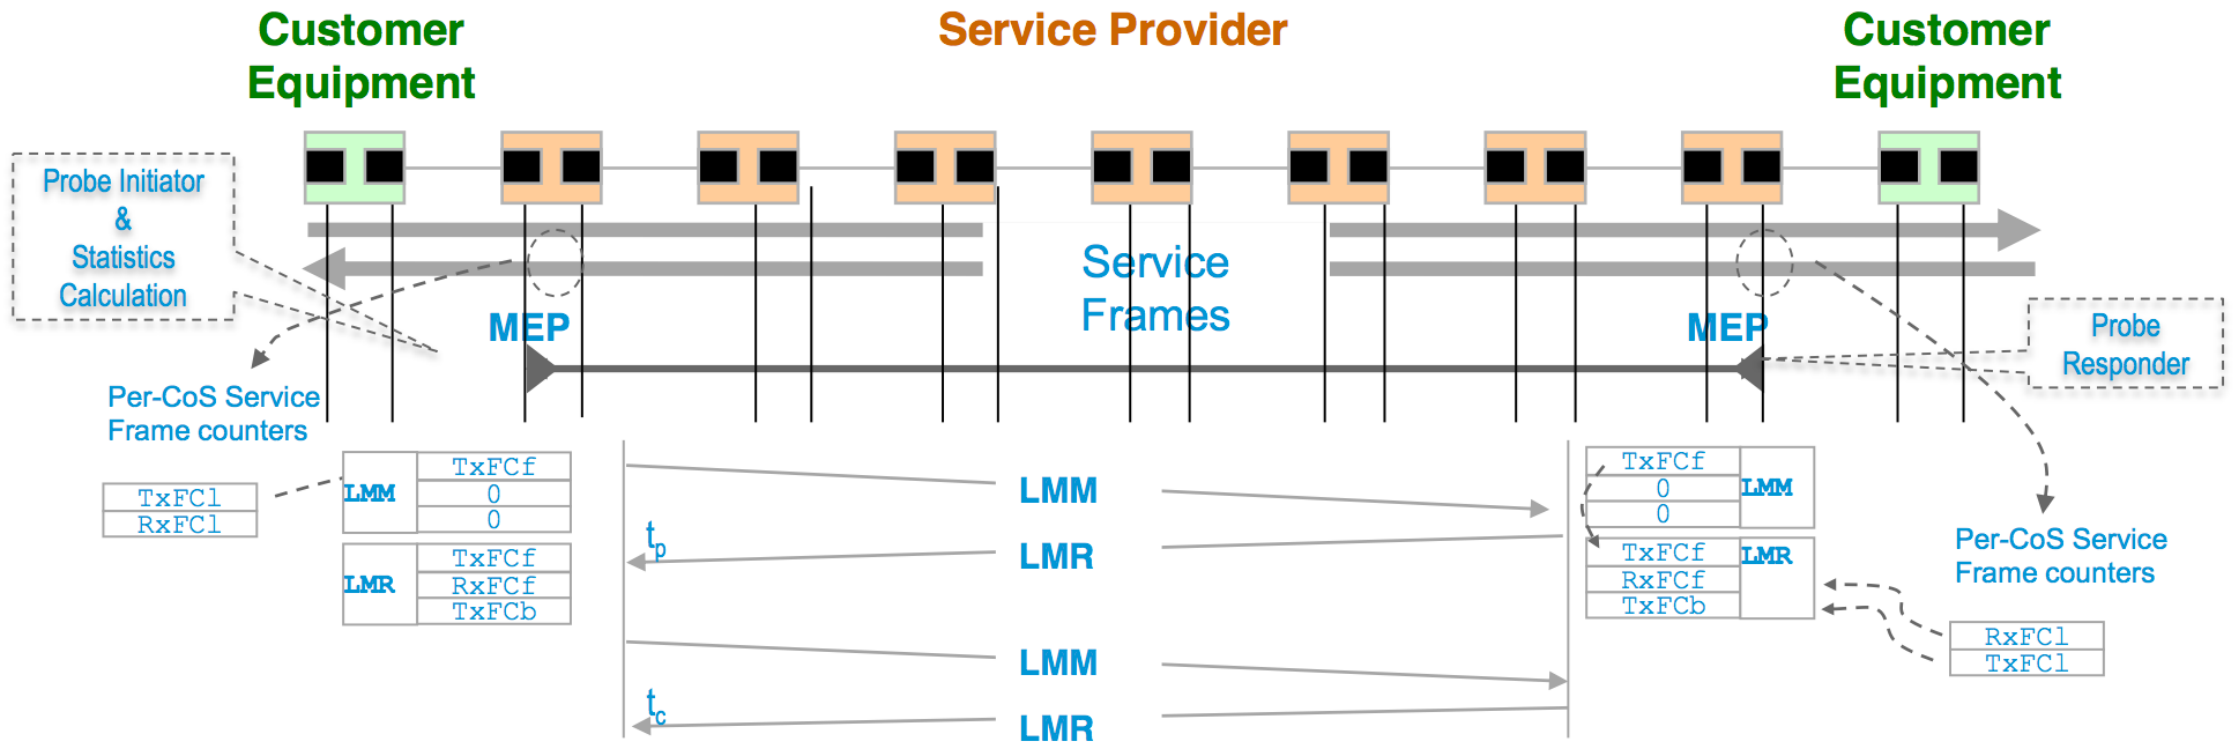 Customer
Equipment
Service Provider
Customer
Equipment
Probe Initiator
&
Statistics
Calculation
Service
Frames
MEP
MEP
Probe
Responder
Per-CoS Service
Frame counters
TxFCl
RxFCl
LMM
TxFCf
0
0
LMR
TxFCf
RxFCf
TxFCb
LMM
tp
LMR
LMM
tc
LMR
TxFCf
0
0
LMM
TxFCf
RxFCf
TxFCb
LMR
Per-CoS Service
Frame counters
RxFCl
TxFCl